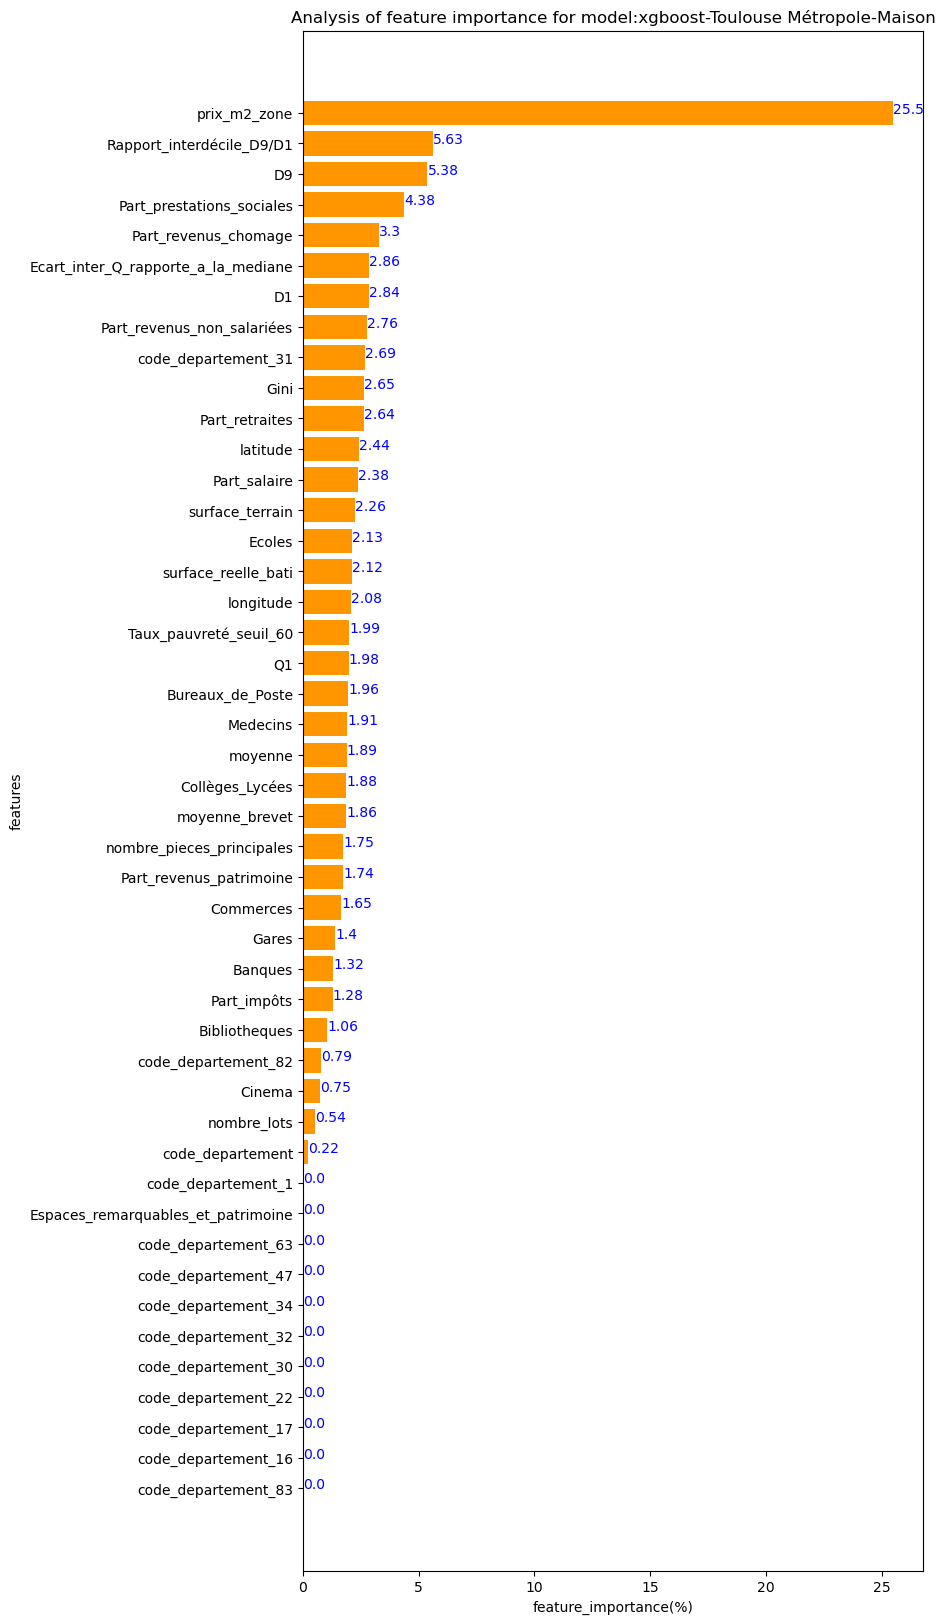 Analysis of feature importance for model:xgboost-Toulouse Métropole-Maison
prix_m2_zone 25.5
Rapport_interdécile_D9/D1 5.63
D9 5.38
Part_prestations_sociales 4.38
Part_revenus_chomage 3.3
Ecart_inter_Q_rapporte_a_la_mediane 2.86
D1 2.84
Part_revenus_non_salariées 2.76
code_departement_31 2.69
Gini 2.65
Part_retraites 2.64
latitude 2.44
Part_salaire 2.38
surface_terrain 2.26
Ecoles 2.13
surface_reelle_bati 2.12
longitude 2.08
Taux_pauvreté_seuil_60 1.99
Q1 1.98
Bureaux_de_Poste 1.96
Medecins 1.91
moyenne 1.89
Collèges_Lycées 1.88
moyenne_brevet 1.86
nombre_pieces_principales 1.75
Part_revenus_patrimoine 1.74
Commerces 1.65
Gares 1.4
Banques 1.32
Part_impôts 1.28
Bibliotheques 1.06
code_departement_82 0.79
Cinema 0.75
nombre_lots 0.54
code_departement 0.22
code_departement_1 0.0
Espaces_remarquables_et_patrimoine 0.0
code_departement_63 0.0
code_departement_47 0.0
code_departement_34 0.0
code_departement_32 0.0
code_departement_30 0.0
code_departement_22 0.0
code_departement_17 0.0
code_departement_16 0.0
code_departement_83 0.0
features
0 5 10 15 20 25
feature_importance(%)